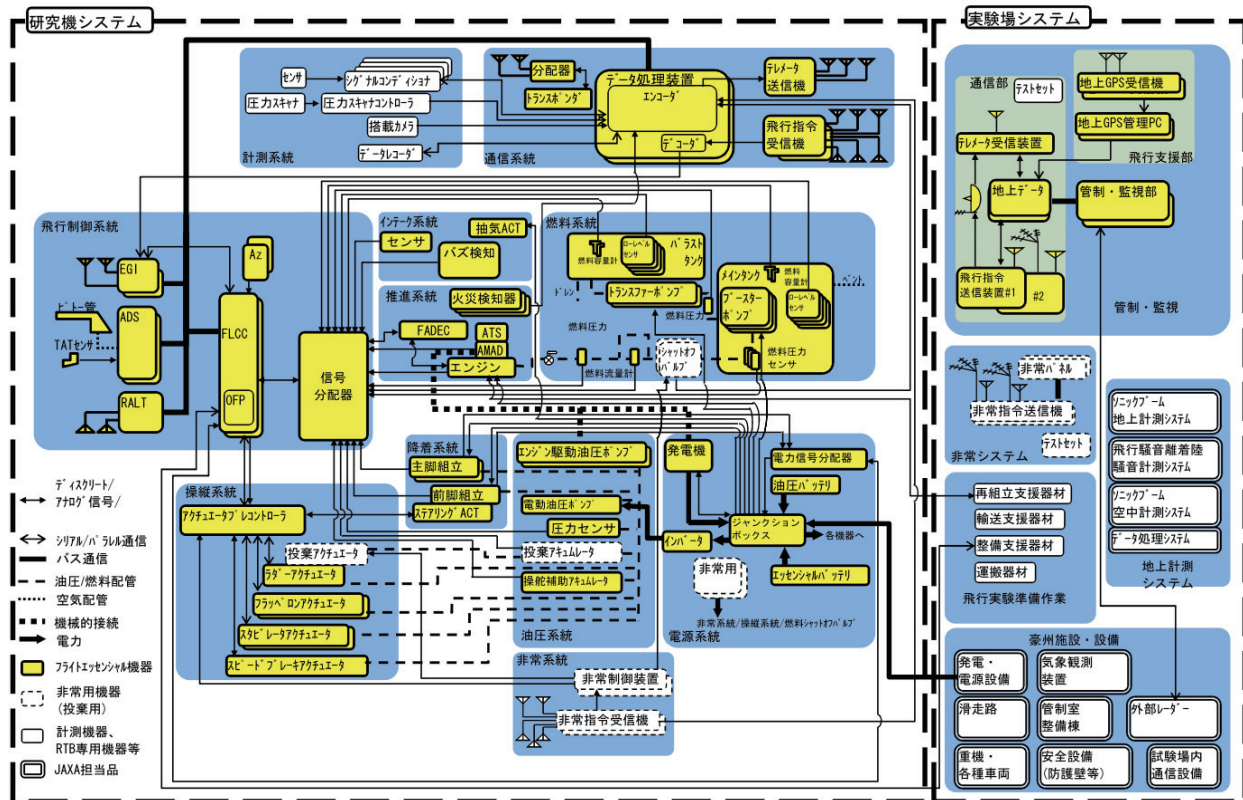 研究機システム
センサ
シグナルコンディショナ
圧力スキャナ
圧力スキャナコントローラ
搭載カメラ
データレコーダ
計測系統
分配器
トランスポンダ
データ処理装置
エンコーダ
デコーダ
テレメータ
送信機
飛行指令
受信機
通信系統
飛行制御系統
EGI
Az
ピトー管
ADS
TATセンサ
FLCC
OFP
RALT
信号
分配器
インテーク系統
センサ
抽気ACT
バズ検知
推進系統
火災検知器
FADEC
ATS
AMAD
エンジン
燃料系統
燃料容量計
ローレベル
センサ
バラスト
タンク
ドレン
トランスファーポンプ
燃料圧力
メインタンク
燃料
容量計
ブースター
ポンプ
ローレベル
センサ
ベント
燃料圧力
燃料流量計
シャットオフ
バルブ
燃料圧力
センサ
降着系統
主脚組立
前脚組立
ステアリングACT
操縦系統
アクチュエータプレコントローラ
投棄アクチュエータ
ラダーアクチュエータ
フラッペロンアクチュエータ
スタビレータアクチュエータ
スピードブレーキアクチュエータ
エンジン駆動油圧ポンプ
電動油圧ポンプ
圧力センサ
投棄アキュムレータ
操舵補助アキュムレータ
油圧系統
発電機
電力信号分配器
油圧バッテリ
ジャンクション
ボックス
インバータ
各機器へ
非常用
エッセンシャルバッテリ
非常系統/操縦系統/燃料シャットオフバルブ
電源系統
非常系統
非常制御装置
非常指令受信機
ディスクリート/
アナログ信号/
シリアル/パラレル通信
バス通信
油圧/燃料配管
空気配管
機械的接続
電力
フライトエッセンシャル機器
非常用機器
(投棄用)
計測機器、
RTB専用機器等
JAXA担当品
実験場システム
通信部
テストセット
地上GPS受信機
地上GPS管理PC
飛行支援部
テレメータ受信装置
地上データ
管制・監視部
飛行指令
送信装置#1
#2
管制・監視
非常パネル
非常指令送信機
テストセット
非常システム
ソニックブーム
地上計測システム
飛行騒音離着陸
騒音計測システム
ソニックブーム
空中計測システム
データ処理システム
地上計測
システム
再組立支援器材
輸送支援器材
整備支援器材
運搬器材
飛行実験準備作業
豪州施設・設備
発電・
電源設備
気象観測
装置
滑走路
管制室
整備棟
外部レーダー
重機・
各種車両
安全設備
(防護壁等)
試験場内
通信設備